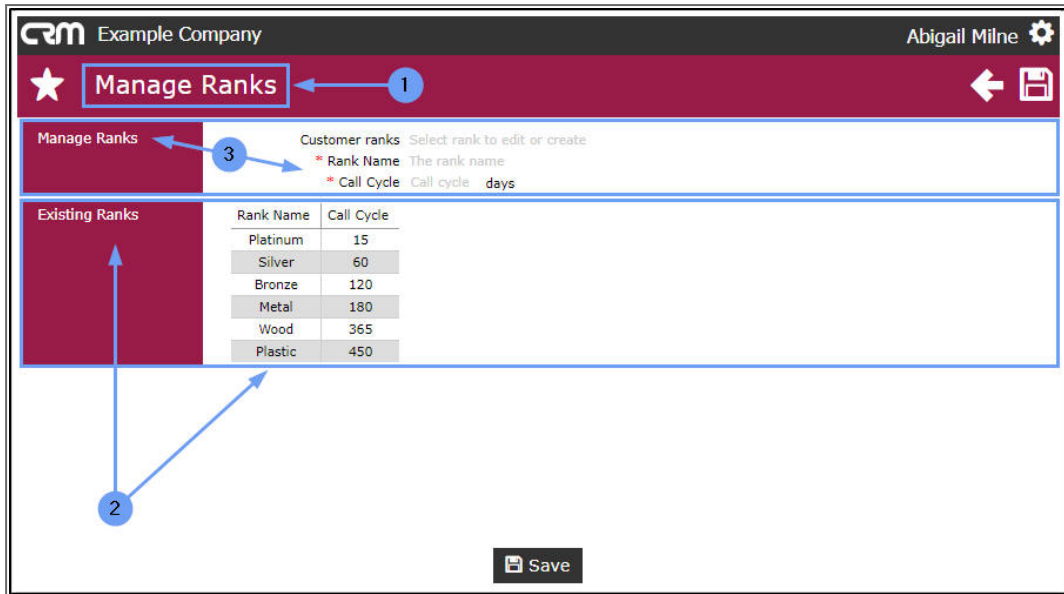 CRM Example Company Abigail Milne
Manage Ranks 1
Manage Ranks 3 Customer ranks Select rank to edit or create
* Rank Name The rank name
* Call Cycle Call cycle days
Existing Ranks Rank Name Call Cycle
Platinum 15
Silver 60
Bronze 120
Metal 180
Wood 365
Plastic 450
2
Save